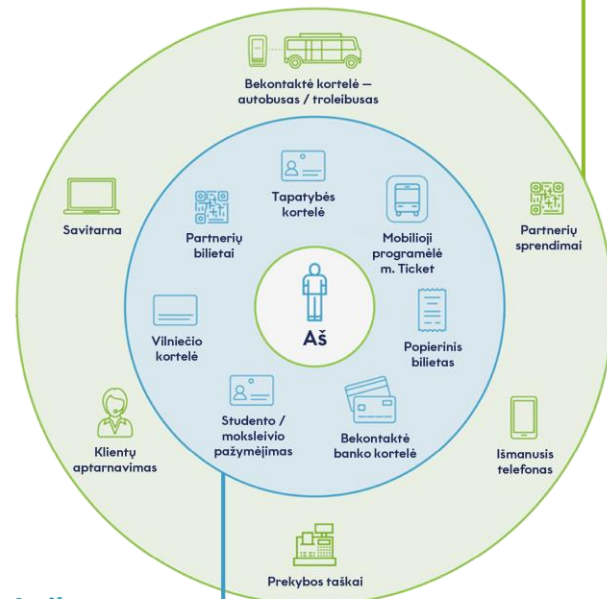 Bekontaktė kortelė –
autobusas / troleibusas
Tapatybės
kortelė
Savitarna
Partnerių
bilietai
Mobilioji
programėlė
m. Ticket
Partnerių
sprendimai
Aš
Vilniečio
kortelė
Popierinis
bilietas
Studento /
moksleivio
pažymėjimas
Bekontaktė
banko kortelė
Klientų
aptarnavimas
Išmanusis
telefonas
Prekybos taškai